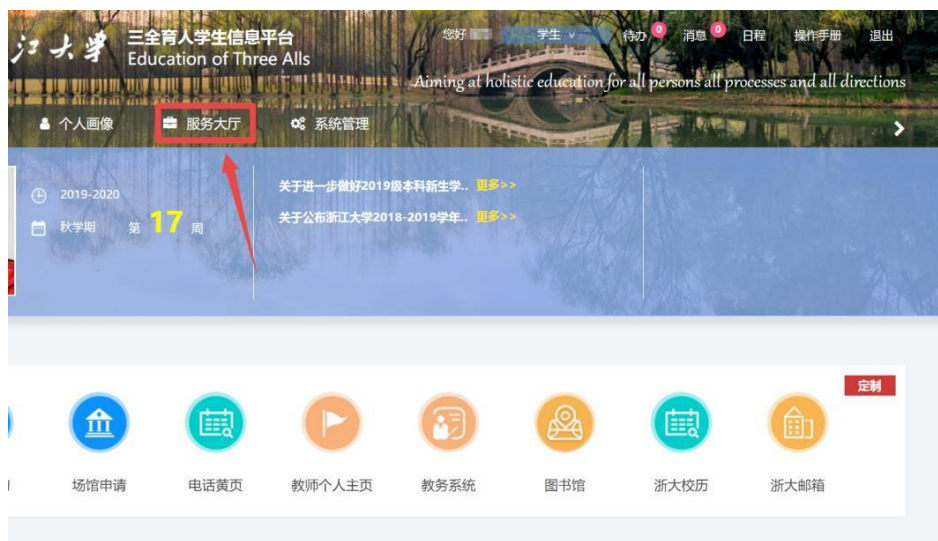 江大学
三全育人学生信息平台
Education of Three Alls
您好
学生
待办 0 消息 0 日程 操作手册 退出
Aiming at holistic education for all persons all processes and all directions
个人画像 服务大厅 系统管理
2019-2020
秋学期 第 17 周
关于进一步做好2019级本科新生学.. 更多>>
关于公布浙江大学2018-2019学年.. 更多>>
定制
场馆申请 电话黄页 教师个人主页 教务系统 图书馆 浙大校历 浙大邮箱